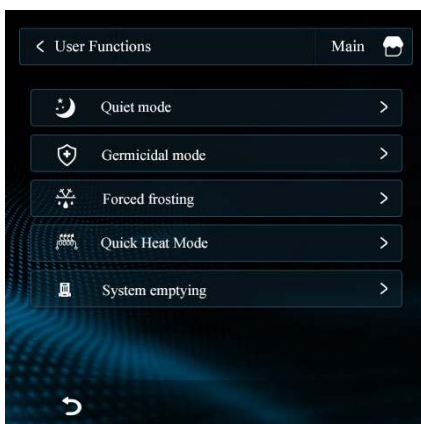 User Functions
Main
Quiet mode
Germicidal mode
Forced frosting
Quick Heat Mode
System emptying